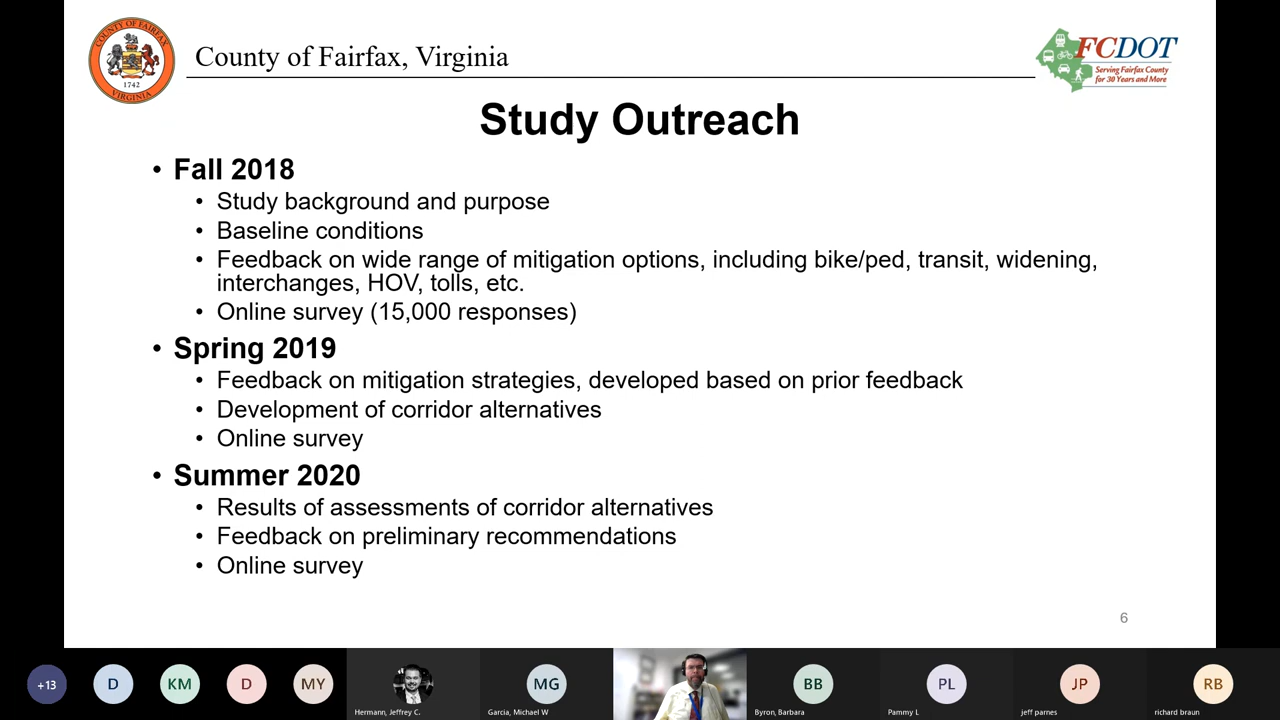 COUNTY OF FAIRFAX
1742
VIRGINIA
County of Fairfax, Virginia
FCDOT
Serving Fairfax County
for 30 Years and More
Study Outreach
• Fall 2018
• Study background and purpose
• Baseline conditions
• Feedback on wide range of mitigation options, including bike/ped, transit, widening,
interchanges, HOV, tolls, etc.
• Online survey (15,000 responses)
• Spring 2019
• Feedback on mitigation strategies, developed based on prior feedback
• Development of corridor alternatives
• Online survey
• Summer 2020
• Results of assessments of corridor alternatives
• Feedback on preliminary recommendations
• Online survey
6
+13
D
KM
D
MY
Hermann, Jeffrey C.
MG
Garcia, Michael W
BB
Byron, Barbara
PL
Pammy L
JP
jeff parnes
RB
richard braun